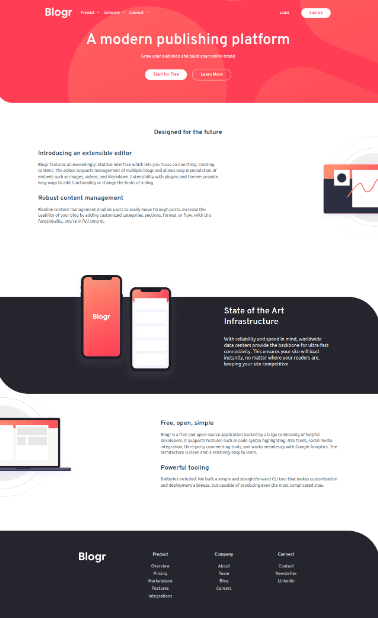 Blogr Product Company Connect Login Sign Up
A modern publishing platform
Grow your audience and build your online brand
Start for Free Learn More
Designed for the future
Introducing an extensible editor
Blogr features an exceedingly intuitive interface which lets you focus on one thing: creating
content. The editor supports management of multiple blogs and allows easy manipulation of
embeds such as images, videos, and Markdown. Extensibility with plugins and themes provide
easy ways to add functionality or change the looks of a blog.
Robust content management
Flexible content management enables users to easily move through posts. Increase the
usability of your blog by adding customized categories, sections, format, or flow. With this
functionality, you're in full control.
Blogr
State of the Art
Infrastructure
With reliability and speed in mind, worldwide
data centers provide the backbone for ultra-fast
connectivity. This ensures your site will load
instantly, no matter where your readers are,
keeping your site competitive.
Free, open, simple
Blogr is a free and open source application backed by a large community of helpful
developers. It supports features such as code syntax highlighting, RSS feeds, social media
integration, third-party commenting tools, and works seamlessly with Google Analytics. The
architecture is clean and is relatively easy to learn.
Powerful tooling
Batteries included. We built a simple and straightforward CLI tool that makes customization
and deployment a breeze, but capable of producing even the most complicated sites.
Blogr
Product
Overview
Pricing
Marketplace
Features
Integrations
Company
About
Team
Blog
Careers
Connect
Contact
Newsletter
LinkedIn